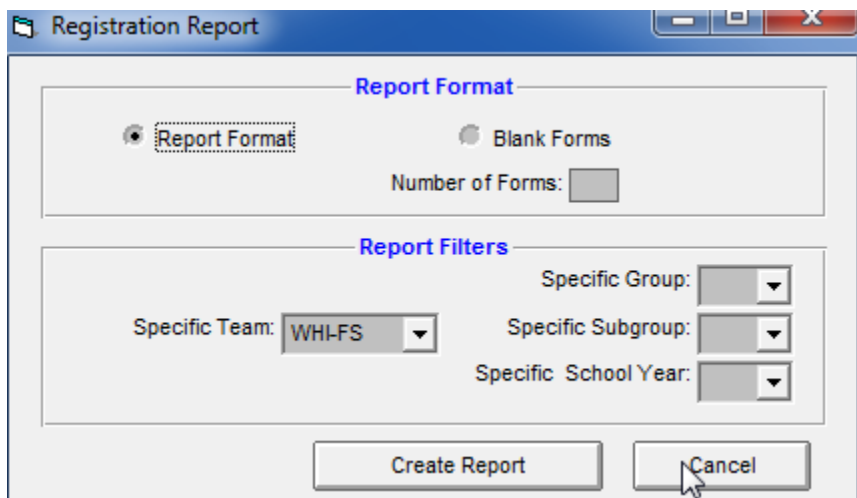 Registration Report
Report Format
Report Format
Blank Forms
Number of Forms:
Report Filters
Specific Group:
Specific Team: WHI-FS
Specific Subgroup:
Specific School Year:
Create Report
Cancel